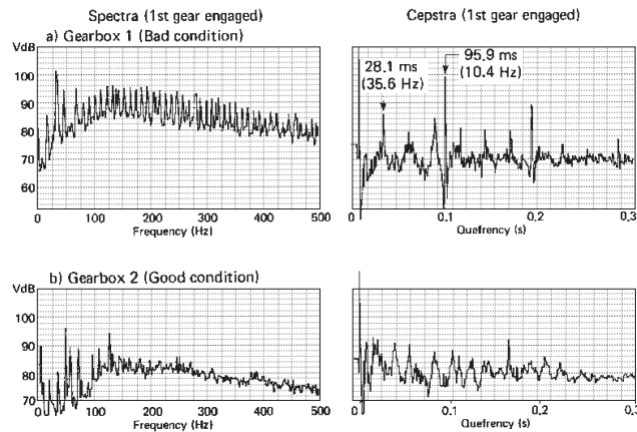 Spectra (1st gear engaged)
Cepstra (1st gear engaged)
a) Gearbox 1 (Bad condition)
VdB
100
90
80
70
60
0 100 200 300 400 500
Frequency (Hz)
28.1 ms
(35.6 Hz)
95.9 ms
(10.4 Hz)
0 0.1 0.2 0.3
Quefrency (s)
b) Gearbox 2 (Good condition)
VdB
100
90
80
70
0 100 200 300 400 500
Frequency (Hz)
0 0.1 0.2 0.3
Quefrency (s)